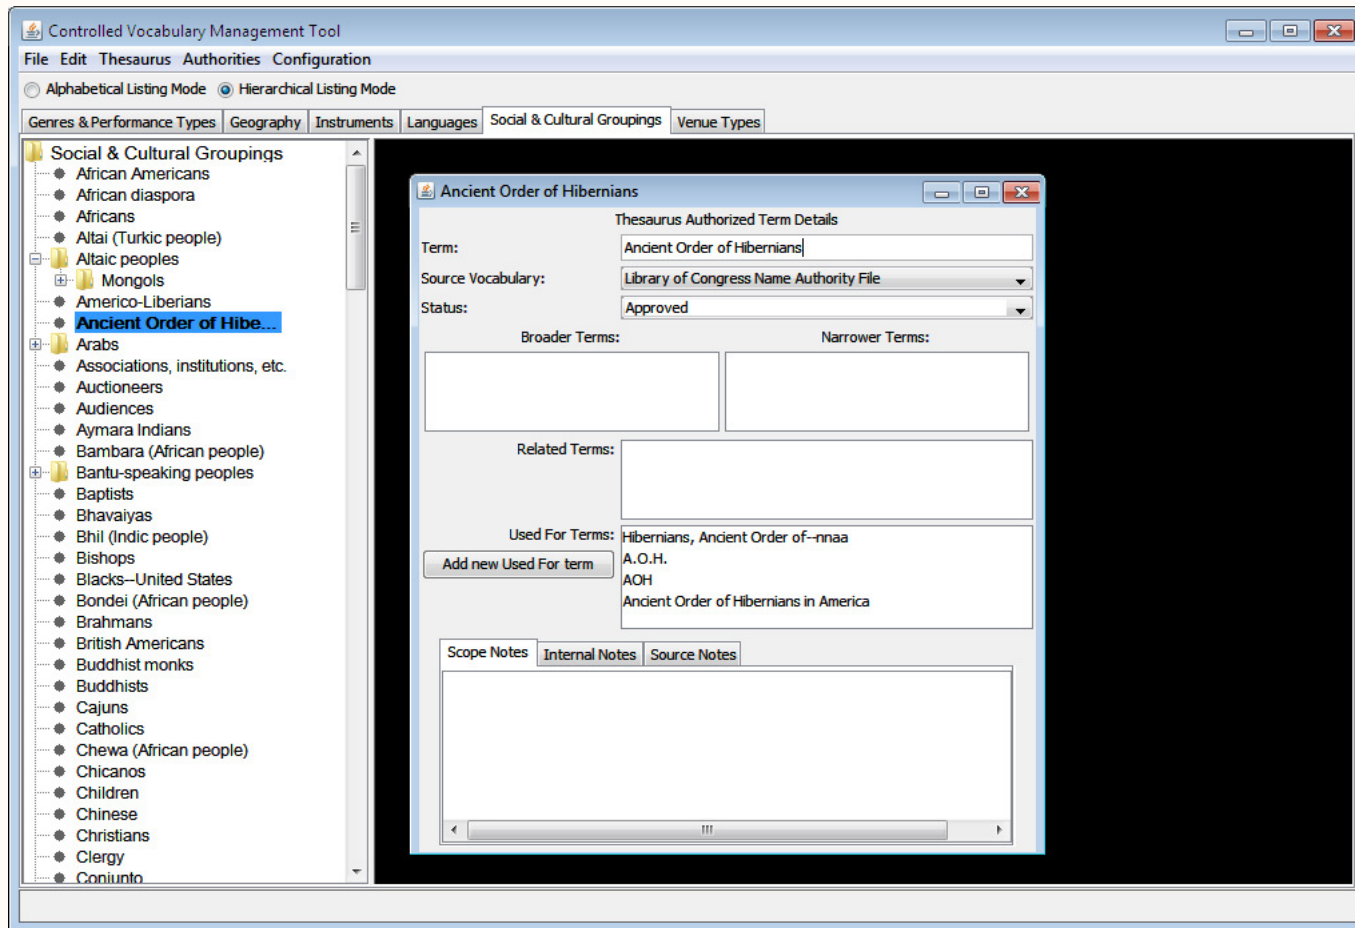 Controlled Vocabulary Management Tool
File Edit Thesaurus Authorities Configuration
Alphabetical Listing Mode Hierarchical Listing Mode
Genres & Performance Types Geography Instruments Languages Social & Cultural Groupings Venue Types
Social & Cultural Groupings
African Americans
African diaspora
Africans
Altai (Turkic people)
Altaic peoples
Mongols
Americo-Liberians
Ancient Order of Hibe...
Arabs
Associations, institutions, etc.
Auctioneers
Audiences
Aymara Indians
Bambara (African people)
Bantu-speaking peoples
Baptists
Bhavaiyas
Bhil (Indic people)
Bishops
Blacks--United States
Bondei (African people)
Brahmans
British Americans
Buddhist monks
Buddhists
Cajuns
Catholics
Chewa (African people)
Chicanos
Children
Chinese
Christians
Clergy
Conjunto
Ancient Order of Hibernians
Thesaurus Authorized Term Details
Term: Ancient Order of Hibernians
Source Vocabulary: Library of Congress Name Authority File
Status: Approved
Broader Terms: Narrower Terms:
Related Terms:
Used For Terms: Hibernians, Ancient Order of--nnaa
Add new Used For term A.O.H.
AOH
Ancient Order of Hibernians in America
Scope Notes Internal Notes Source Notes